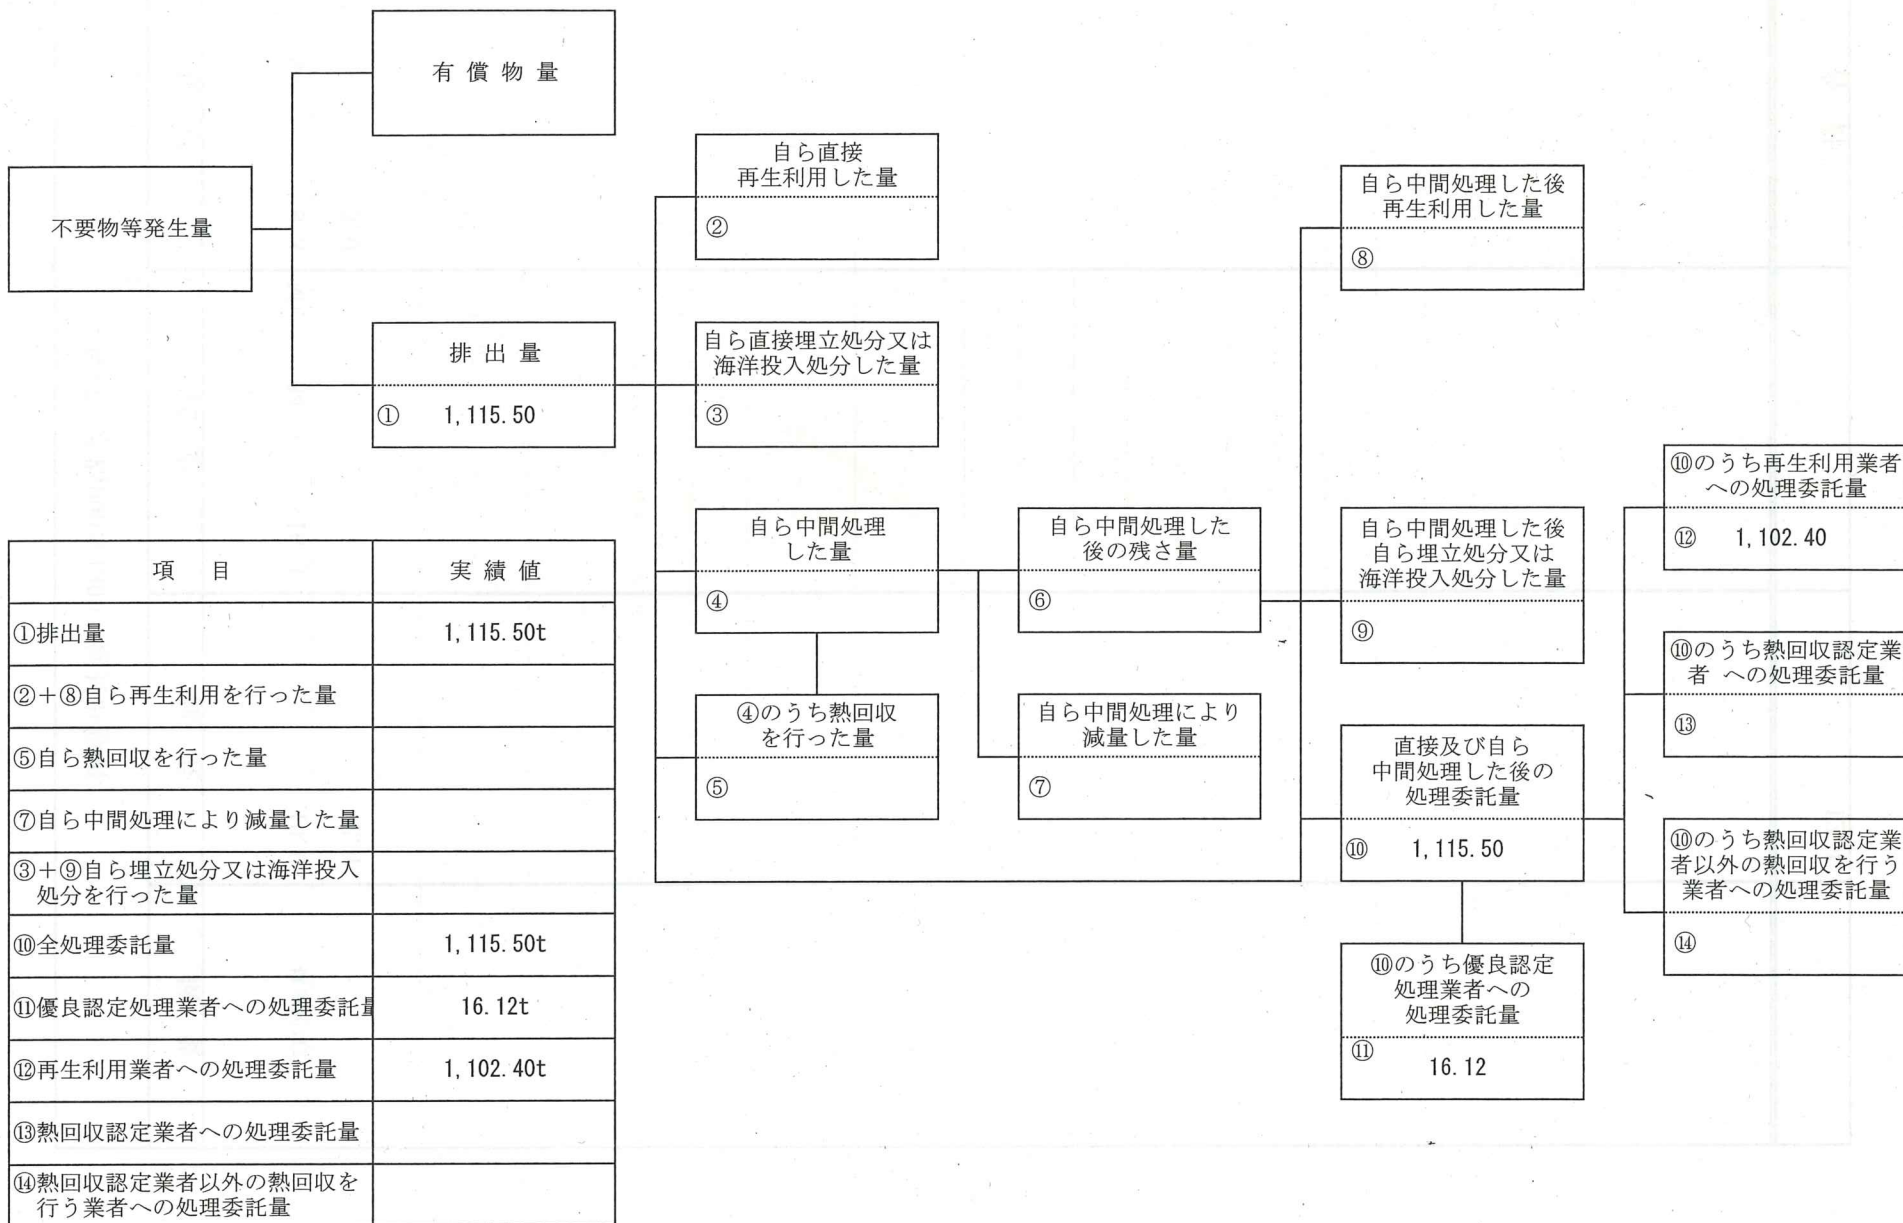 有 償 物 量
不要物等発生量
排 出 量
① 1,115.50
自ら直接
再生利用した量
②
自ら直接埋立処分又は
海洋投入処分した量
③
自ら中間処理
した量
④
④のうち熱回収
を行った量
⑤
自ら中間処理した
後の残さ量
⑥
自ら中間処理により
減量した量
⑦
自ら中間処理した後
再生利用した量
⑧
自ら中間処理した後
自ら埋立処分又は
海洋投入処分した量
⑨
直接及び自ら
中間処理した後の
処理委託量
⑩ 1,115.50
⑩のうち優良認定
処理業者への
処理委託量
⑪ 16.12
⑩のうち再生利用業者
への処理委託量
⑫ 1,102.40
⑩のうち熱回収認定業
者 への処理委託量
⑬
⑩のうち熱回収認定業
者以外の熱回収を行う
業者への処理委託量
⑭
項 目 実 績 値
①排出量 1,115.50t
②+⑧自ら再生利用を行った量
⑤自ら熱回収を行った量
⑦自ら中間処理により減量した量
③+⑨自ら埋立処分又は海洋投入
処分を行った量
⑩全処理委託量 1,115.50t
⑪優良認定処理業者への処理委託量 16.12t
⑫再生利用業者への処理委託量 1,102.40t
⑬熱回収認定業者への処理委託量
⑭熱回収認定業者以外の熱回収を
行う業者への処理委託量